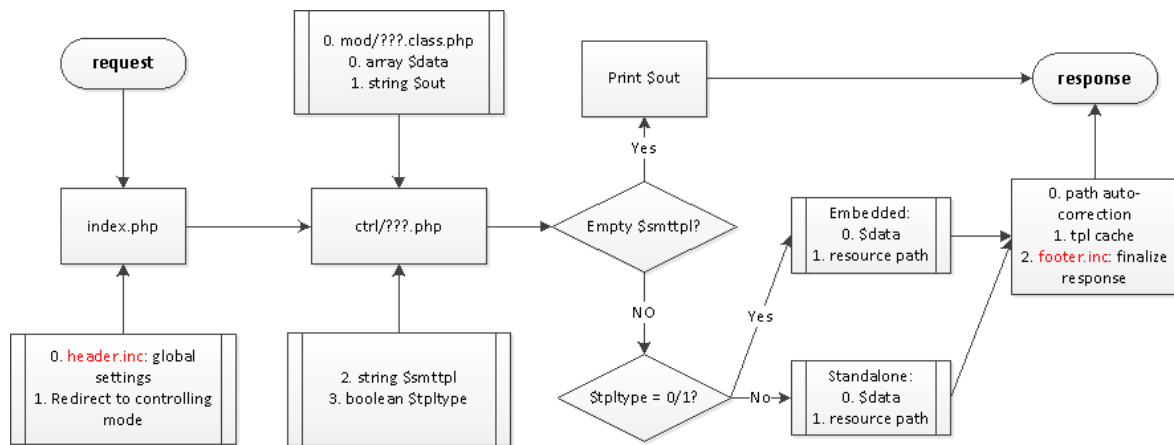 request
0. mod/???.class.php
0. array $data
1. string $out
Print $out
response
Yes
index.php
ctrl/???.php
Empty $smttpl?
Embedded:
0. $data
1. resource path
0. path auto-
correction
1. tpl cache
2. footer.inc: finalize
response
NO
Yes
0. header.inc: global
settings
1. Redirect to controlling
mode
2. string $smttpl
3. boolean $tpltype
$tpltype = 0/1?
No
Standalone:
0. $data
1. resource path